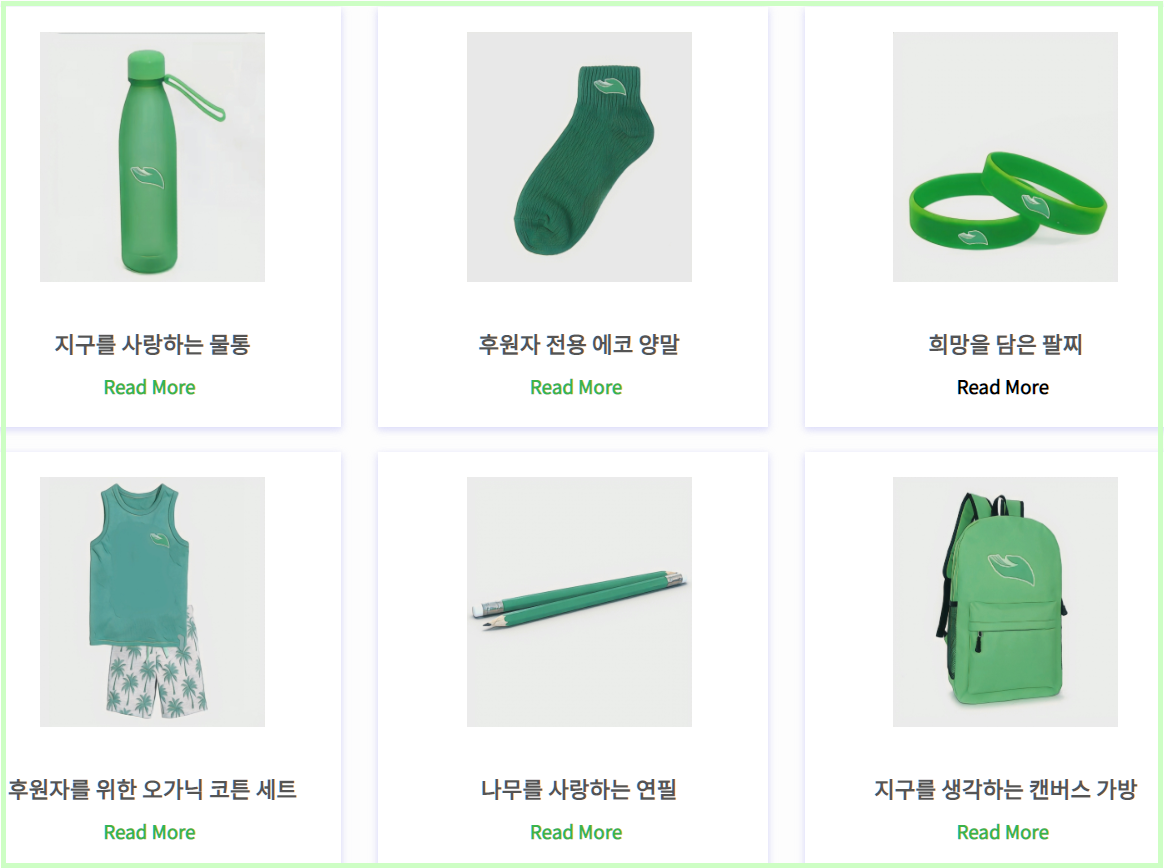 지구를 사랑하는 물통
Read More
후원자 전용 에코 양말
Read More
희망을 담은 팔찌
Read More
후원자를 위한 오가닉 코튼 세트
Read More
나무를 사랑하는 연필
Read More
지구를 생각하는 캔버스 가방
Read More